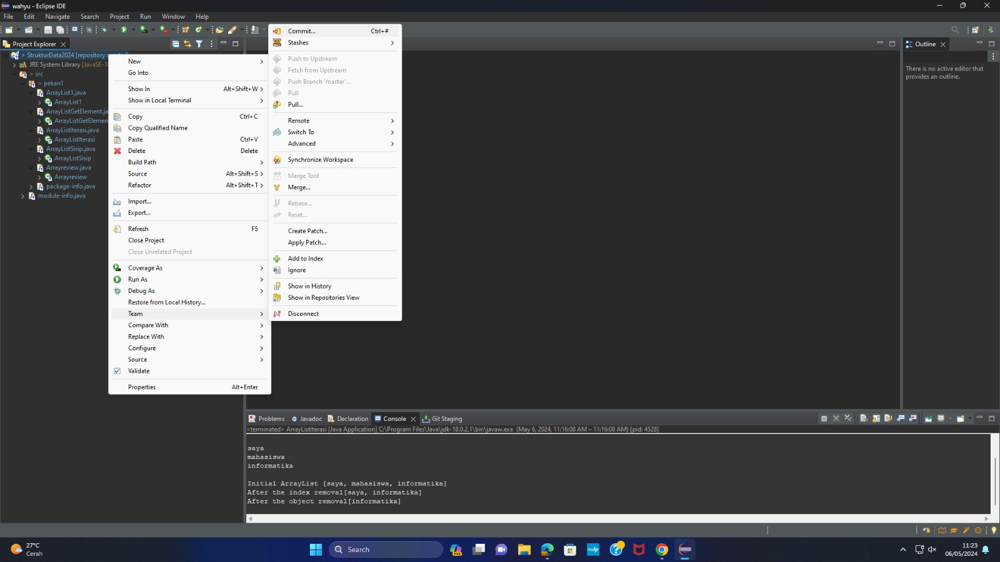 wahyu - Eclipse IDE
File Edit Navigate Search Project Run Window Help
Project Explorer
> StrukturData2024 [repository
JRE System Library [JavaSE-1
> src
> pekan1
ArrayList1.java
ArrayList1
ArrayListGetElement.ja
ArrayListGetElemen
ArrayListIterasi.java
ArrayListIterasi
ArrayListSisip.java
ArrayListSisip
Arrayreview.java
Arrayreview
package-info.java
module-info.java
New
Go Into
Show In Alt+Shift+W
Show in Local Terminal
Copy Ctrl+C
Copy Qualified Name
Paste Ctrl+V
Delete Delete
Build Path
Source Alt+Shift+S
Refactor Alt+Shift+T
Import...
Export...
Refresh F5
Close Project
Close Unrelated Project
Coverage As
Run As
Debug As
Restore from Local History...
Team
Compare With
Replace With
Configure
Source
Validate
Properties Alt+Enter
Commit... Ctrl+#
Stashes
Push to Upstream
Fetch from Upstream
Push Branch 'master'...
Pull
Pull...
Remote
Switch To
Advanced
Synchronize Workspace
Merge Tool
Merge...
Rebase...
Reset...
Create Patch...
Apply Patch...
Add to Index
Ignore
Show in History
Show in Repositories View
Disconnect
Outline
There is no active editor that
provides an outline.
Problems Javadoc Declaration Console Git Staging
<terminated> ArrayListIterasi [Java Application] C:\Program Files\Java\jdk-18.0.2.1\bin\javaw.exe (May 6, 2024, 11:16:08 AM – 11:16:08 AM) [pid: 4528]
saya
mahasiswa
informatika
Initial ArrayList [saya, mahasiswa, informatika]
After the index removal[saya, informatika]
After the object removal[informatika]
27°C
Cerah
Search
11:23
06/05/2024